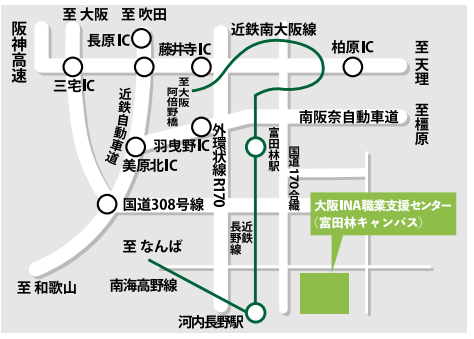 至 大阪
至 吹田
阪神高速
長原IC
藤井寺IC
近鉄南大阪線
柏原IC
至 天理
三宅IC
近鉄自動車道
至 大阪
阿倍野橋
羽曳野IC
美原北IC
外環状線R170
富田林駅
南阪奈自動車道
至 橿原
国道308号線
国道170今織
大阪INA職業支援センター
（富田林キャンバス）
近鉄
長野線
至 なんば
南海高野線
至 和歌山
河内長野駅